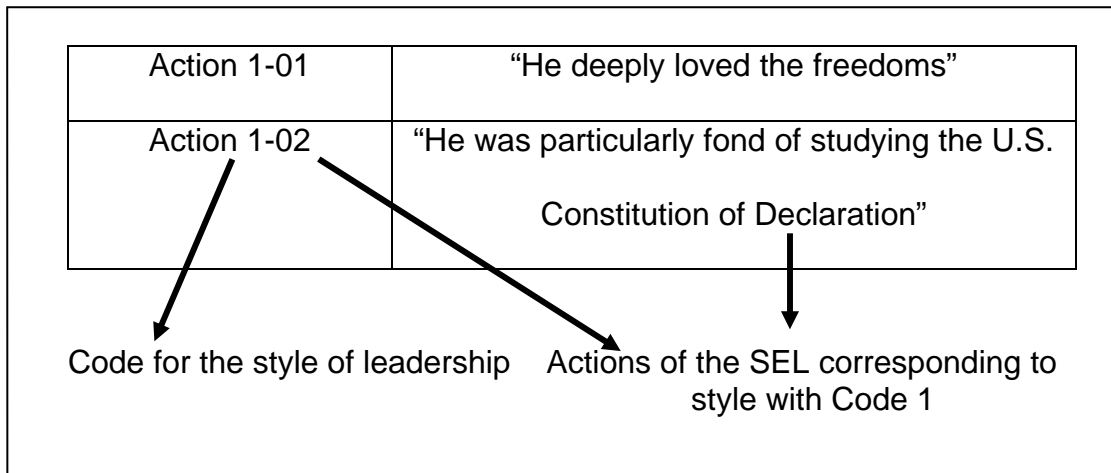 Action 1-01
“He deeply loved the freedoms”
Action 1-02
“He was particularly fond of studying the U.S.
Constitution of Declaration”
Code for the style of leadership
Actions of the SEL corresponding to
style with Code 1